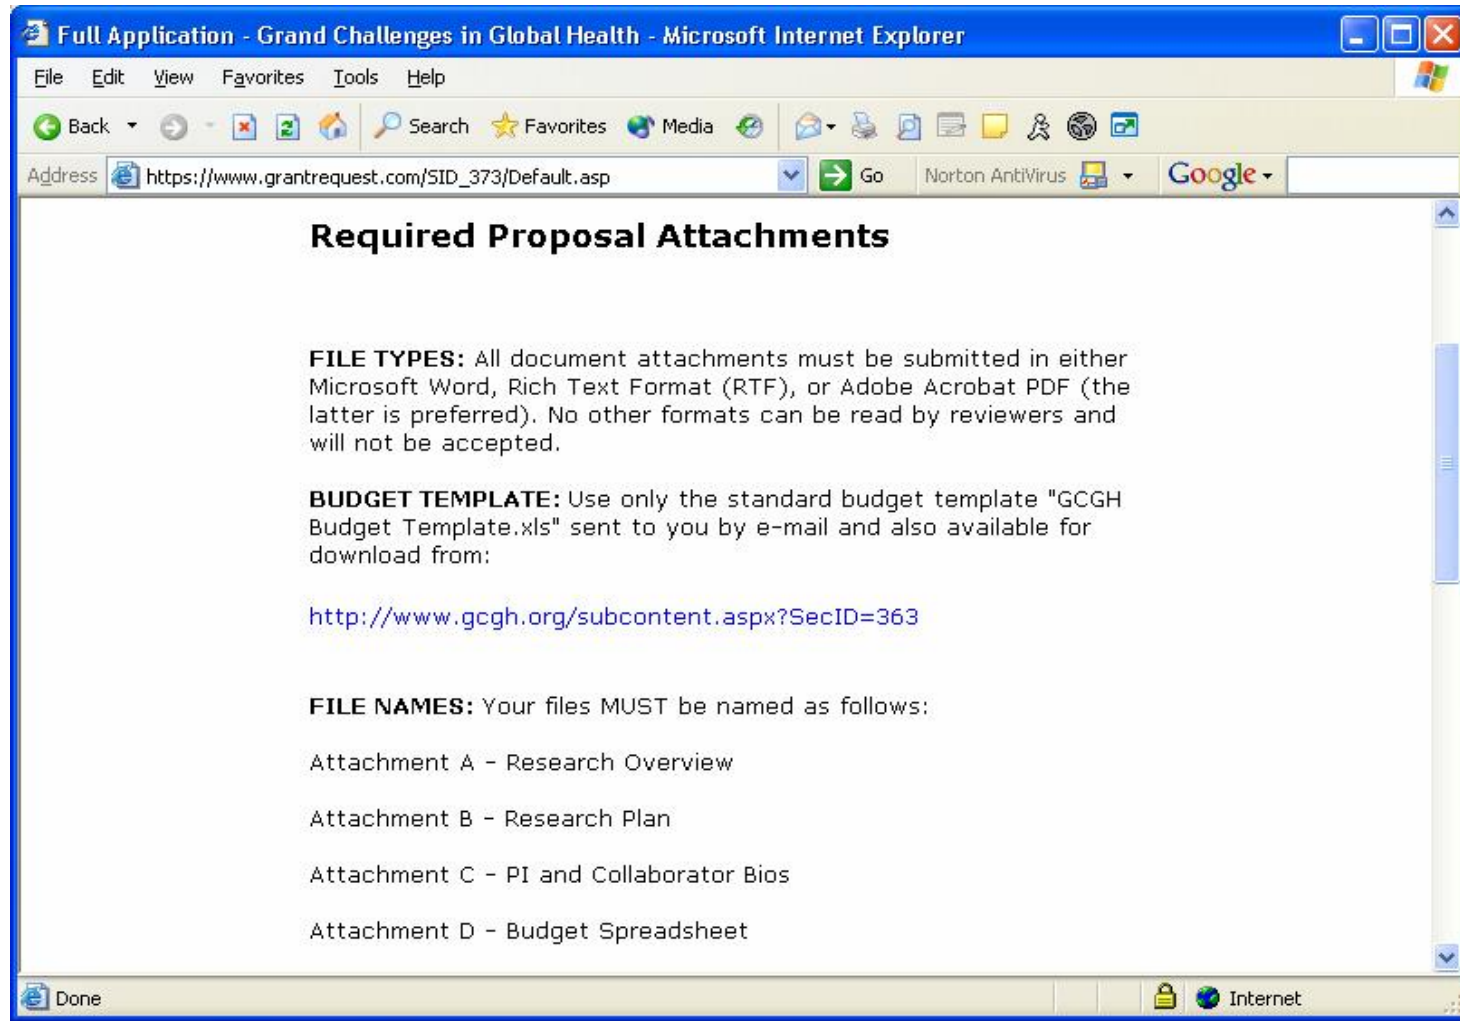 Full Application - Grand Challenges in Global Health - Microsoft Internet Explorer
File Edit View Favorites Tools Help
Back Search Favorites Media
Address https://www.grantrequest.com/SID_373/Default.asp Go Norton AntiVirus Google
Required Proposal Attachments
FILE TYPES: All document attachments must be submitted in either
Microsoft Word, Rich Text Format (RTF), or Adobe Acrobat PDF (the
latter is preferred). No other formats can be read by reviewers and
will not be accepted.
BUDGET TEMPLATE: Use only the standard budget template "GCGH
Budget Template.xls" sent to you by e-mail and also available for
download from:
http://www.gcgh.org/subcontent.aspx?SecID=363
FILE NAMES: Your files MUST be named as follows:
Attachment A - Research Overview
Attachment B - Research Plan
Attachment C - PI and Collaborator Bios
Attachment D - Budget Spreadsheet
Done Internet